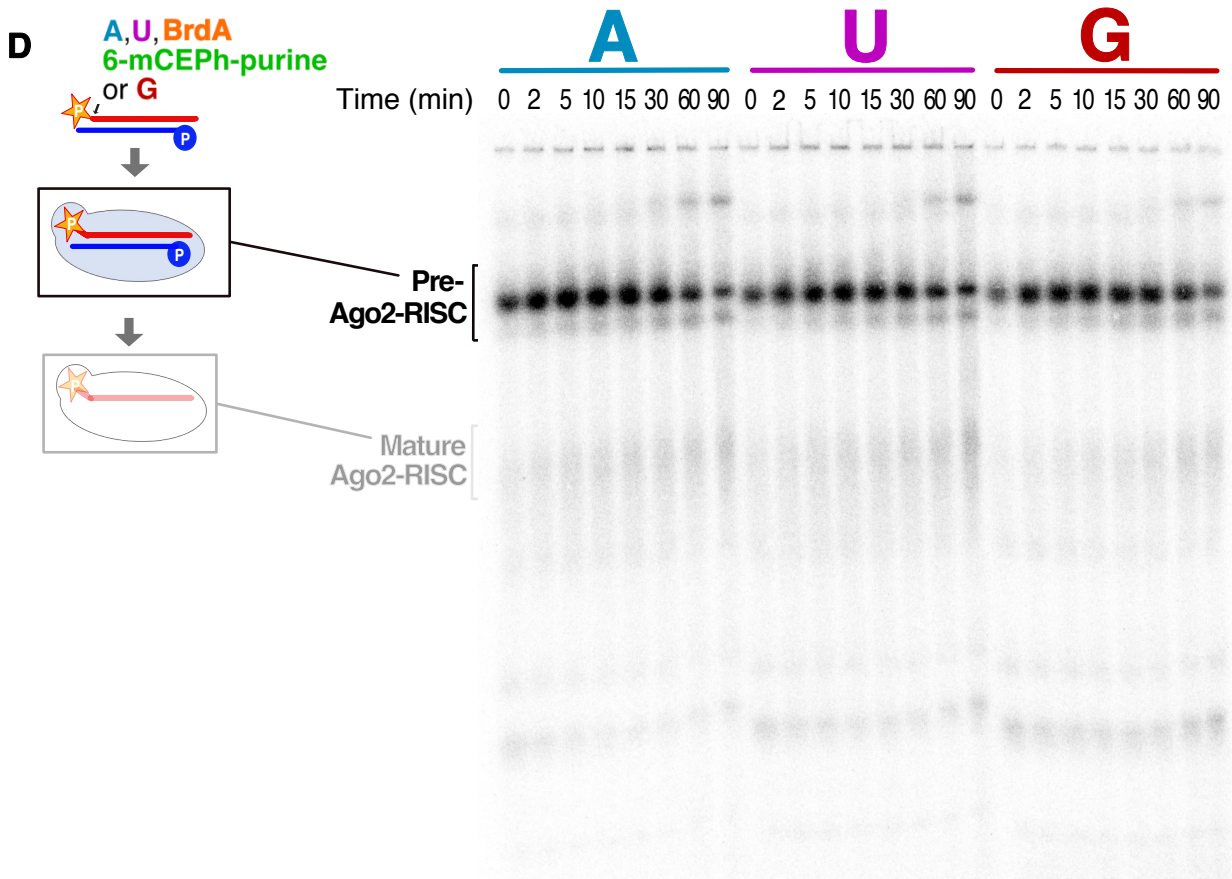 D
A, U, BrdA
6-mCEPh-purine
or G
P
P
P
P
P
A U G
Time (min) 0 2 5 10 15 30 60 90 0 2 5 10 15 30 60 90 0 2 5 10 15 30 60 90
Pre-
Ago2-RISC
Mature
Ago2-RISC